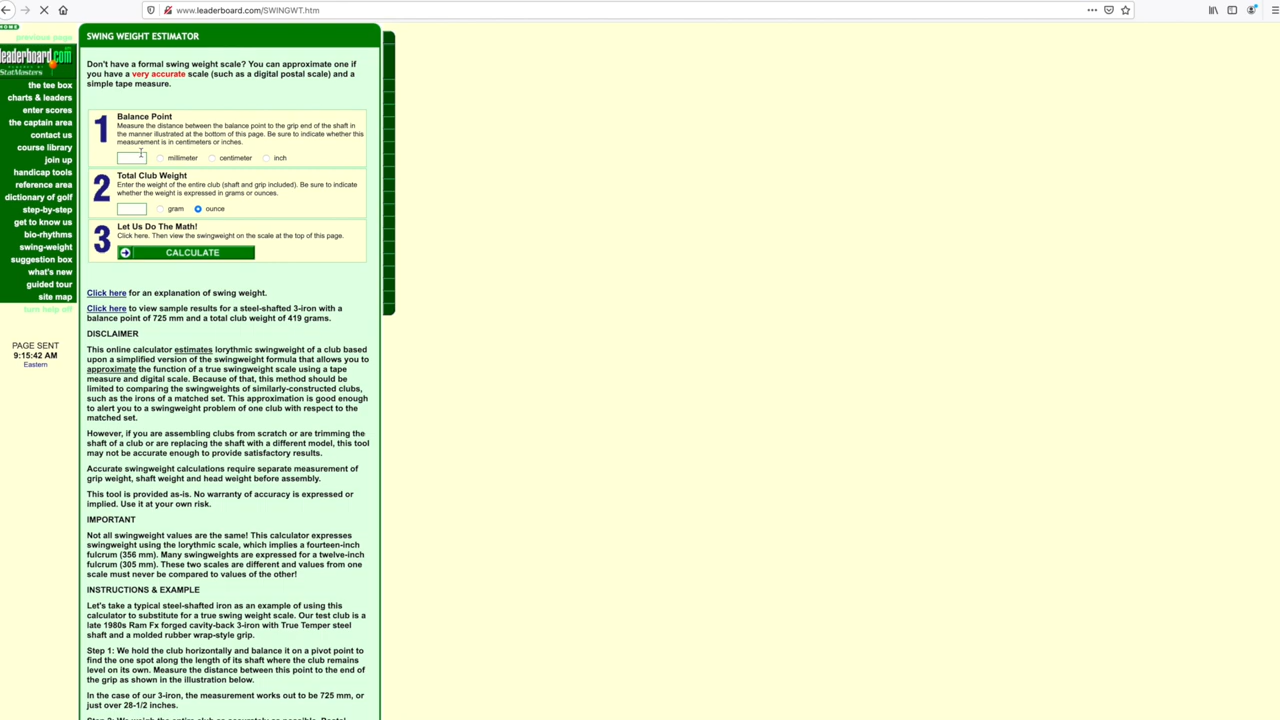 www.leaderboard.com/SWINGWT.htm
HOME
previous page
leaderboard.com
POWERED BY
StatMasters
the tee box
charts & leaders
enter scores
the captain area
contact us
course library
join up
handicap tools
reference area
dictionary of golf
step-by-step
get to know us
bio-rhythms
swing-weight
suggestion box
what's new
guided tour
site map
turn help off
PAGE SENT
9:15:42 AM
Eastern
SWING WEIGHT ESTIMATOR
Don't have a formal swing weight scale? You can approximate one if
you have a very accurate scale (such as a digital postal scale) and a
simple tape measure.
1
Balance Point
Measure the distance between the balance point to the grip end of the shaft in
the manner illustrated at the bottom of this page. Be sure to indicate whether this
measurement is in centimeters or inches.
millimeter centimeter inch
2
Total Club Weight
Enter the weight of the entire club (shaft and grip included). Be sure to indicate
whether the weight is expressed in grams or ounces.
gram ounce
3
Let Us Do The Math!
Click here. Then view the swingweight on the scale at the top of this page.
CALCULATE
Click here for an explanation of swing weight.
Click here to view sample results for a steel-shafted 3-iron with a
balance point of 725 mm and a total club weight of 419 grams.
DISCLAIMER
This online calculator estimates lorythmic swingweight of a club based
upon a simplified version of the swingweight formula that allows you to
approximate the function of a true swingweight scale using a tape
measure and digital scale. Because of that, this method should be
limited to comparing the swingweights of similarly-constructed clubs,
such as the irons of a matched set. This approximation is good enough
to alert you to a swingweight problem of one club with respect to the
matched set.
However, if you are assembling clubs from scratch or are trimming the
shaft of a club or are replacing the shaft with a different model, this tool
may not be accurate enough to provide satisfactory results.
Accurate swingweight calculations require separate measurement of
grip weight, shaft weight and head weight before assembly.
This tool is provided as-is. No warranty of accuracy is expressed or
implied. Use it at your own risk.
IMPORTANT
Not all swingweight values are the same! This calculator expresses
swingweight using the lorythmic scale, which implies a fourteen-inch
fulcrum (356 mm). Many swingweights are expressed for a twelve-inch
fulcrum (305 mm). These two scales are different and values from one
scale must never be compared to values of the other!
INSTRUCTIONS & EXAMPLE
Let's take a typical steel-shafted iron as an example of using this
calculator to substitute for a true swing weight scale. Our test club is a
late 1980s Ram Fx forged cavity-back 3-iron with True Temper steel
shaft and a molded rubber wrap-style grip.
Step 1: We hold the club horizontally and balance it on a pivot point to
find the one spot along the length of its shaft where the club remains
level on its own. Measure the distance between this point to the end of
the grip as shown in the illustration below.
In the case of our 3-iron, the measurement works out to be 725 mm, or
just over 28-1/2 inches.
Step 2: We weigh the entire club as accurately as possible. Postal